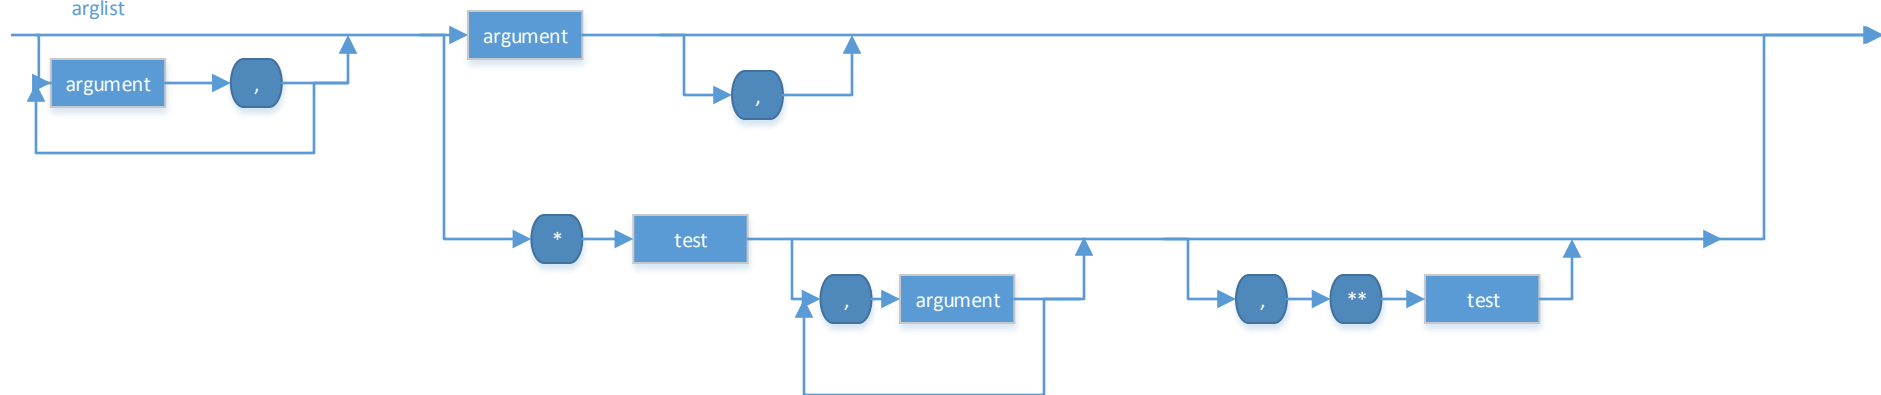 arglist
argument
argument
,
,
*
test
,
argument
,
**
test